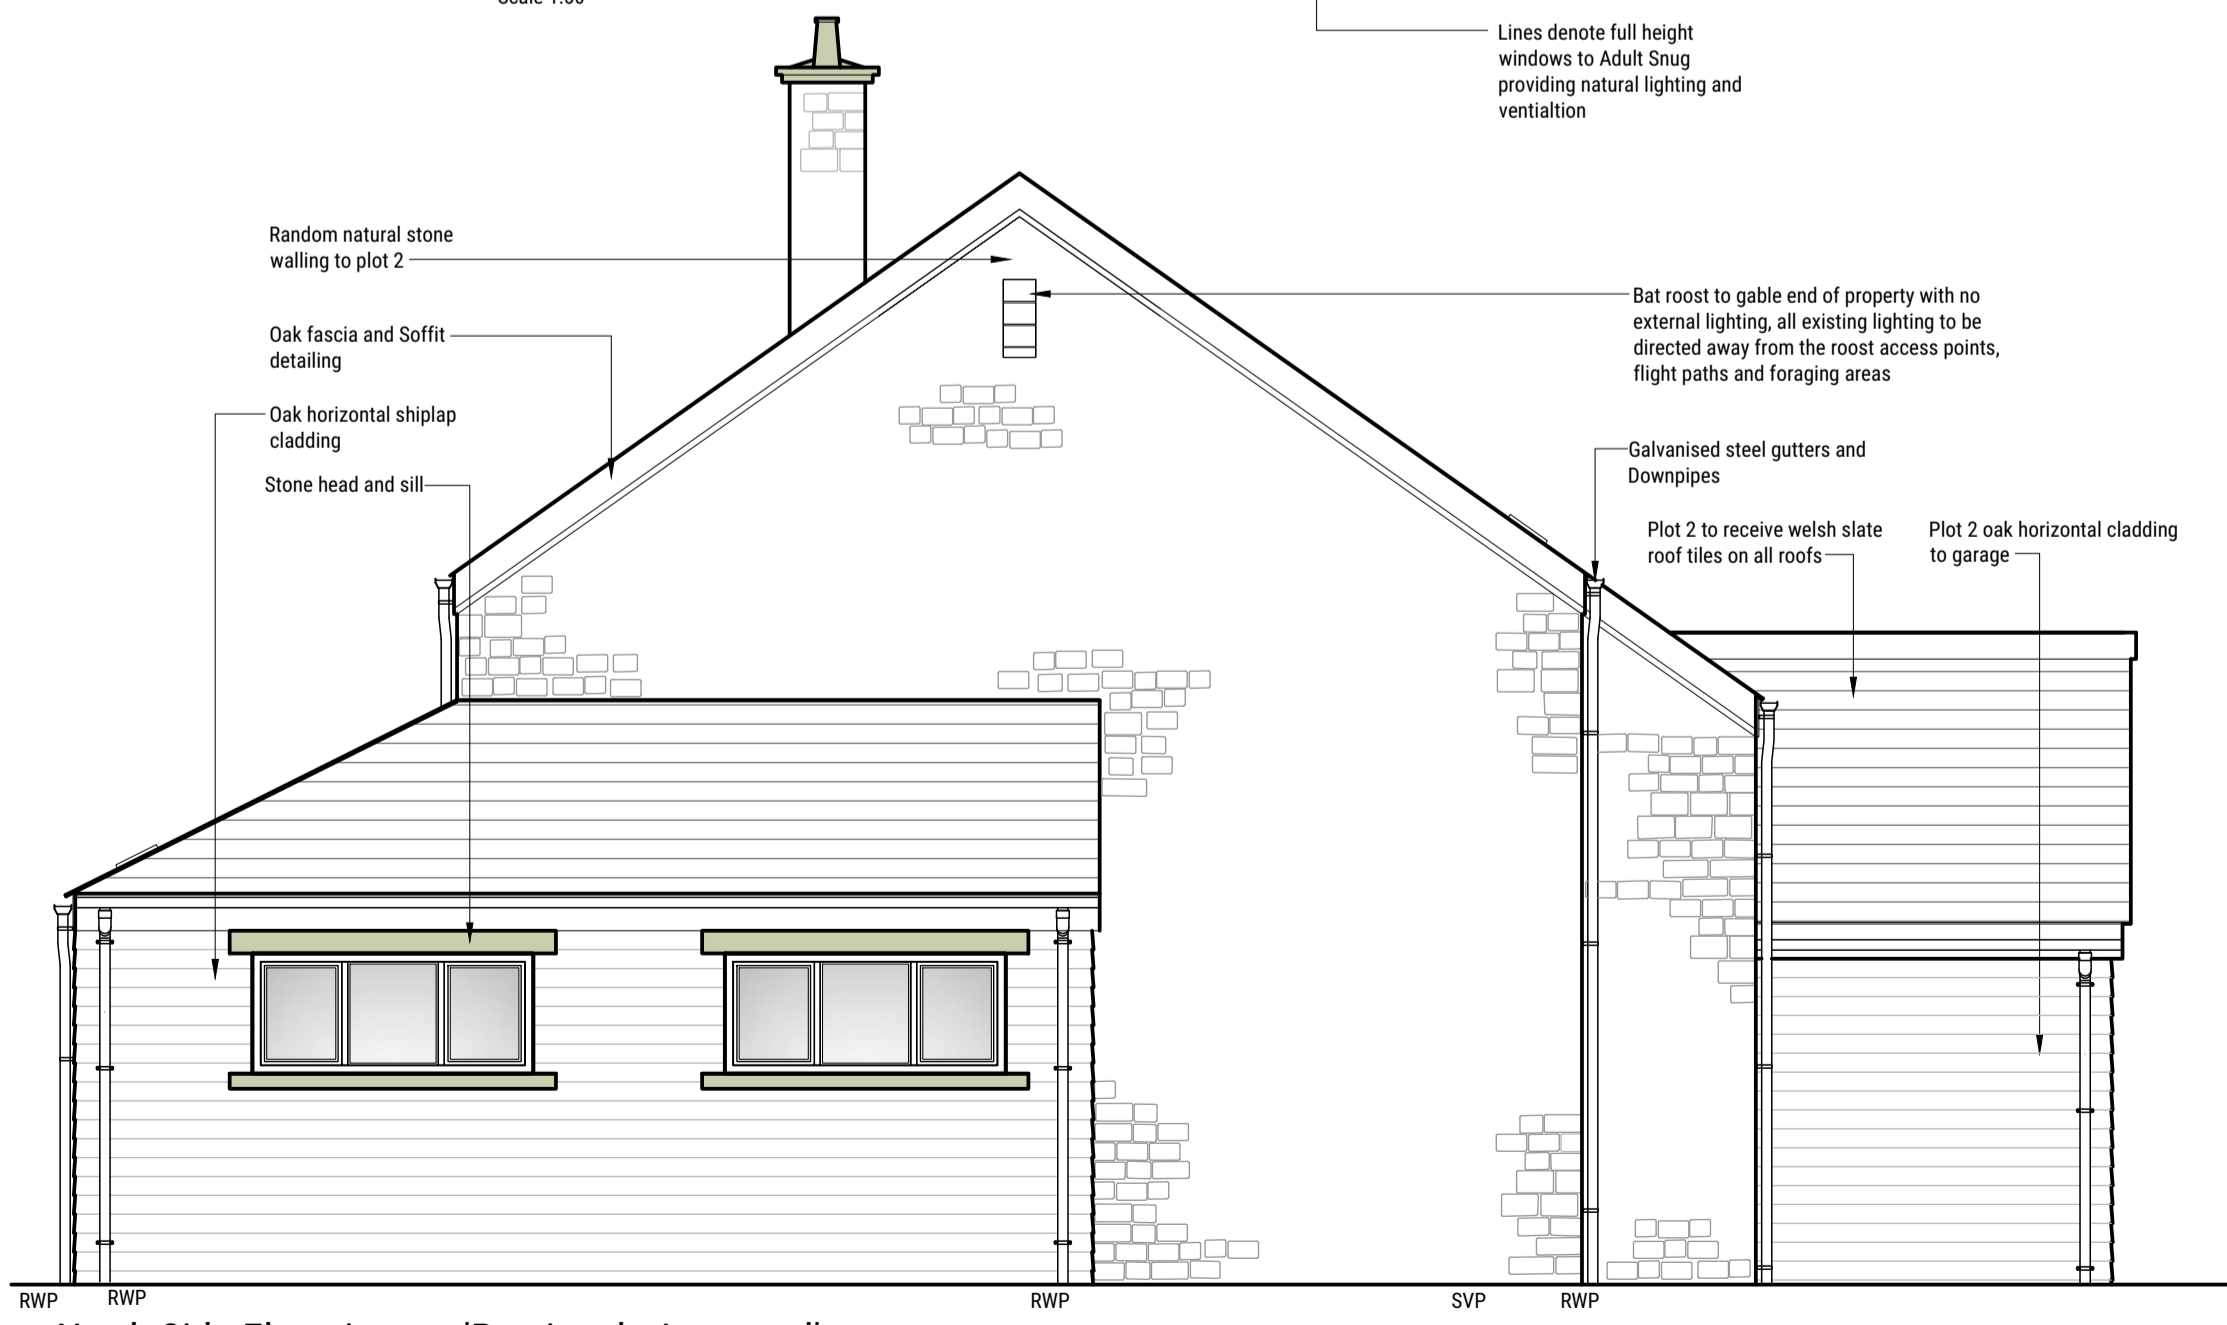 Lines denote full height
windows to Adult Snug
providing natural lighting and
ventialtion
Random natural stone
walling to plot 2
Oak fascia and Soffit
detailing
Oak horizontal shiplap
cladding
Stone head and sill
Bat roost to gable end of property with no
external lighting, all existing lighting to be
directed away from the roost access points,
flight paths and foraging areas
Galvanised steel gutters and
Downpipes
Plot 2 to receive welsh slate
roof tiles on all roofs
Plot 2 oak horizontal cladding
to garage
RWP
RWP
RWP
SVP
RWP